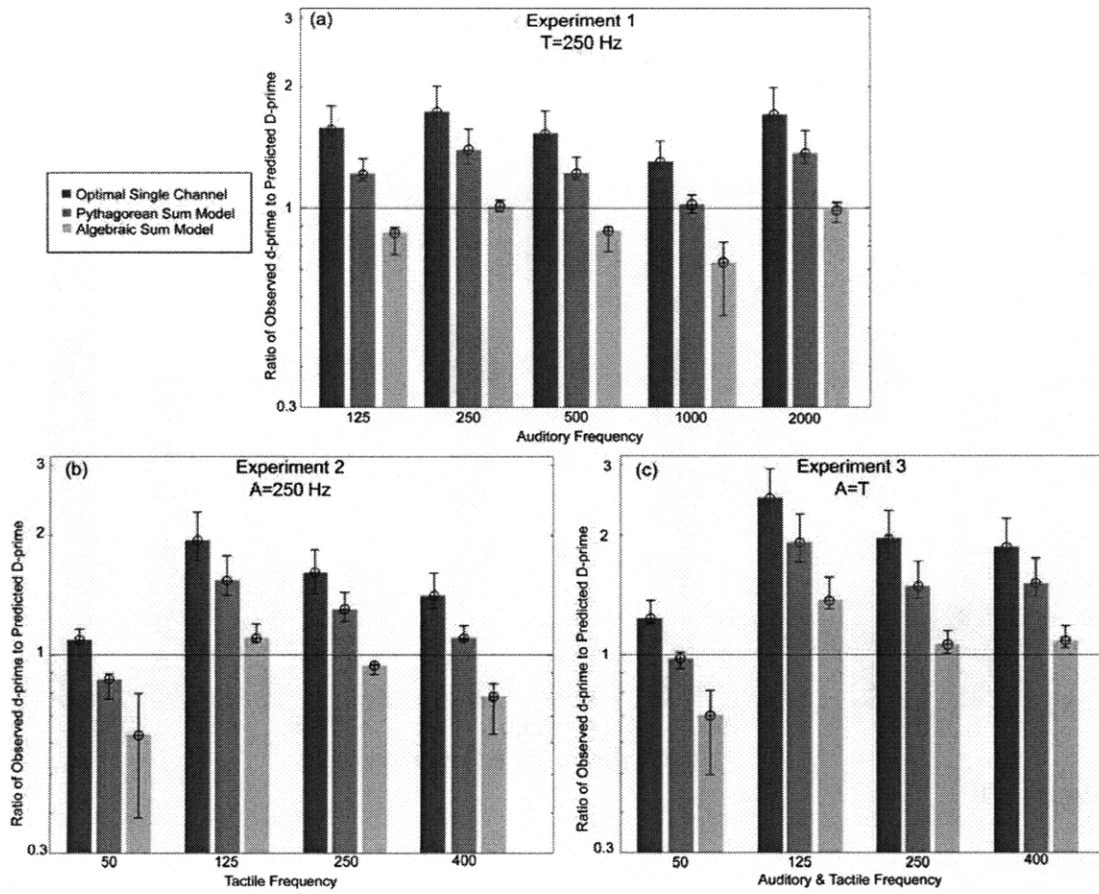 (a)
Experiment 1
T=250 Hz
Optimal Single Channel
Pythagorean Sum Model
Algebraic Sum Model
Ratio of Observed d-prime to Predicted D-prime
3
2
1
0.3
125 250 500 1000 2000
Auditory Frequency
(b)
Experiment 2
A=250 Hz
Ratio of Observed d-prime to Predicted D-prime
3
2
1
0.3
50 125 250 400
Tactile Frequency
(c)
Experiment 3
A=T
Ratio of Observed d-prime to Predicted D-prime
3
2
1
0.3
50 125 250 400
Auditory & Tactile Frequency